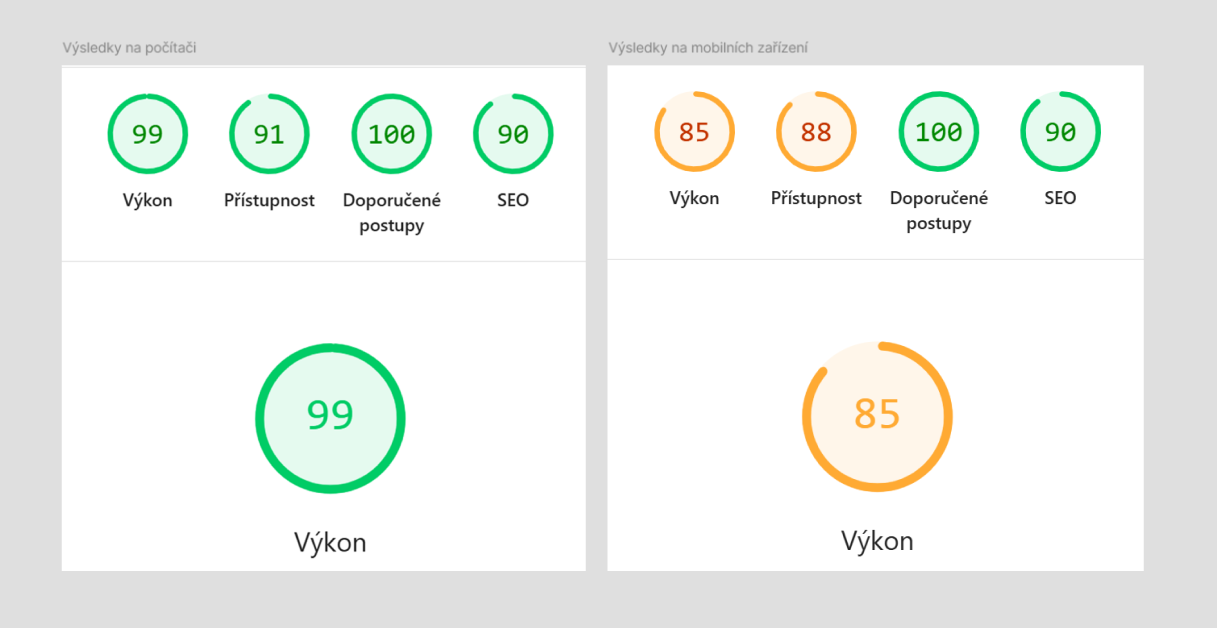 Výsledky na počítači
99 91 100 90
Výkon Přístupnost Doporučené SEO
postupy
99
Výkon
Výsledky na mobilních zařízení
85 88 100 90
Výkon Přístupnost Doporučené SEO
postupy
85
Výkon